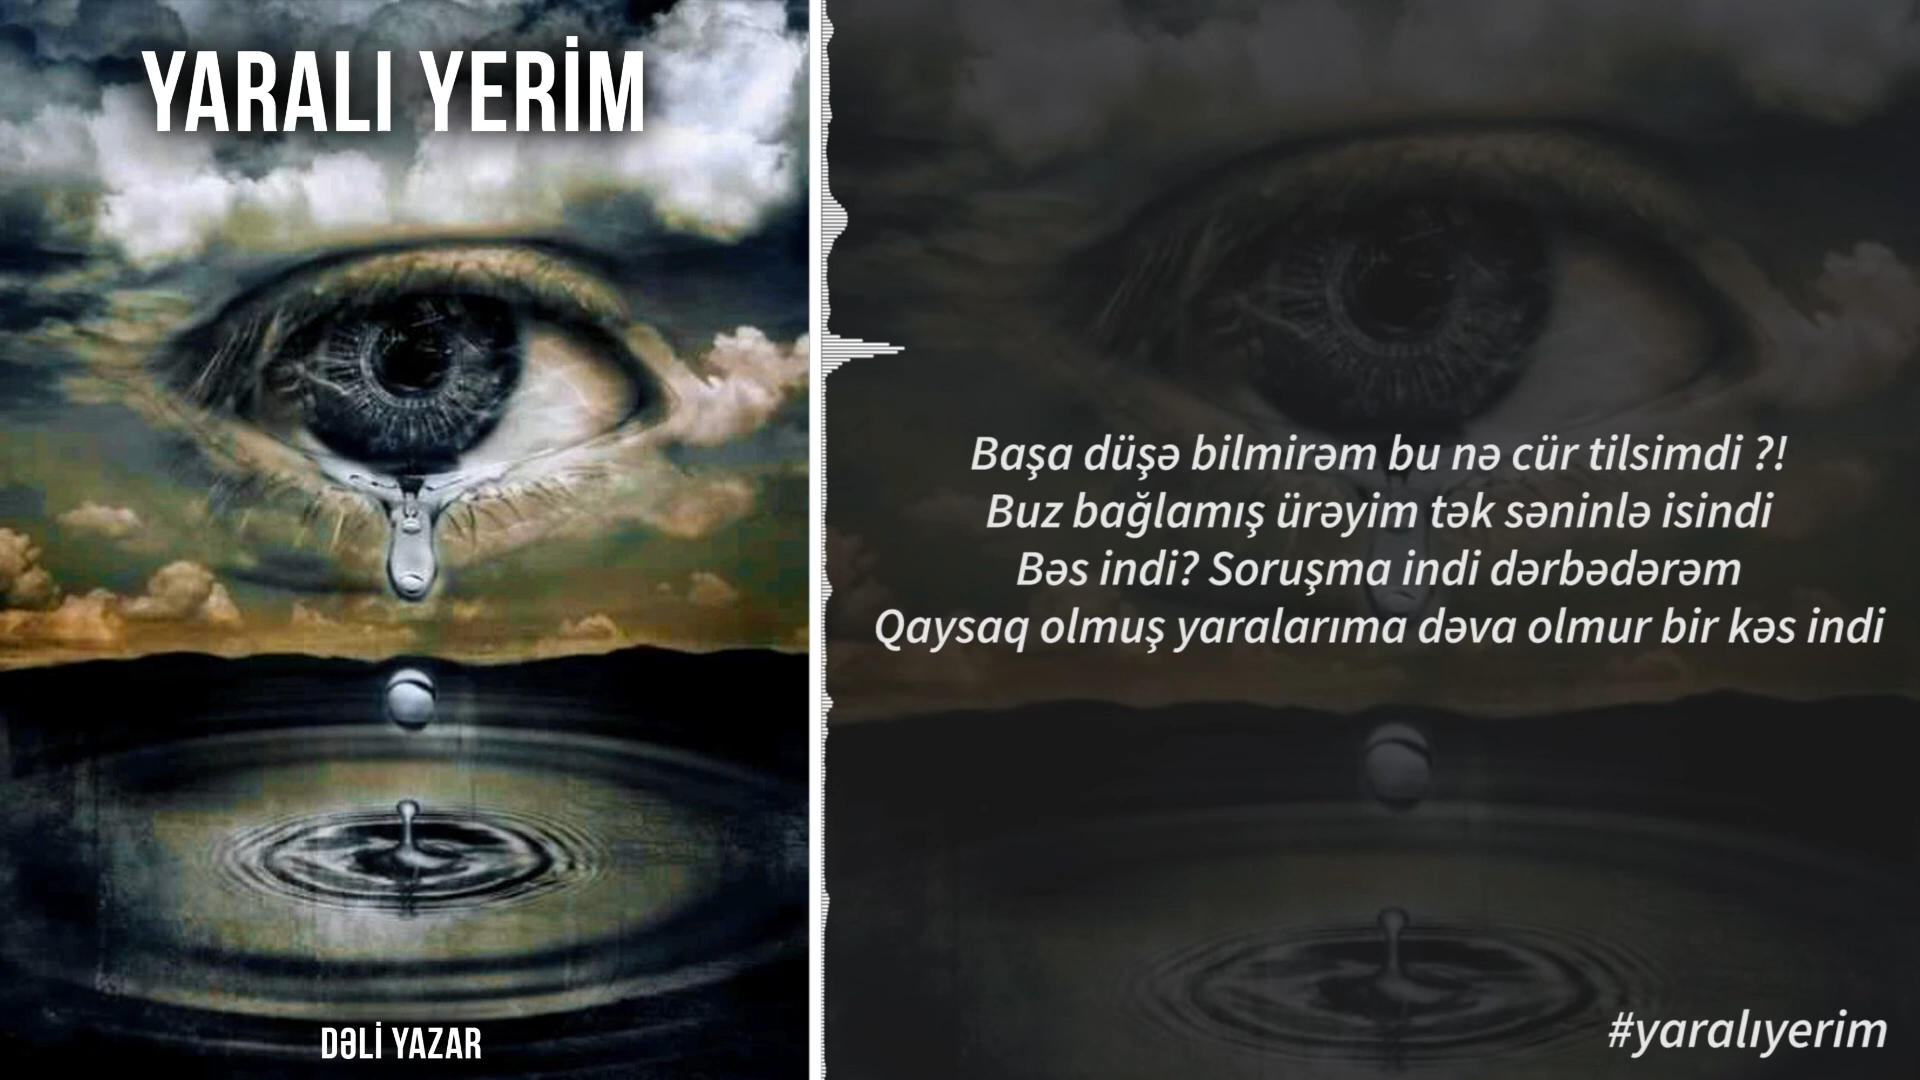 YARALI YERİM
DƏLİ YAZAR
Başa düşə bilmirəm bu nə cür tilsimdi ?!
Buz bağlamış ürəyim tək səninlə isindi
Bəs indi? Soruşma indi dərbədərəm
Qaysaq olmuş yaralarıma dəva olmur bir kəs indi
#yaralıyerim